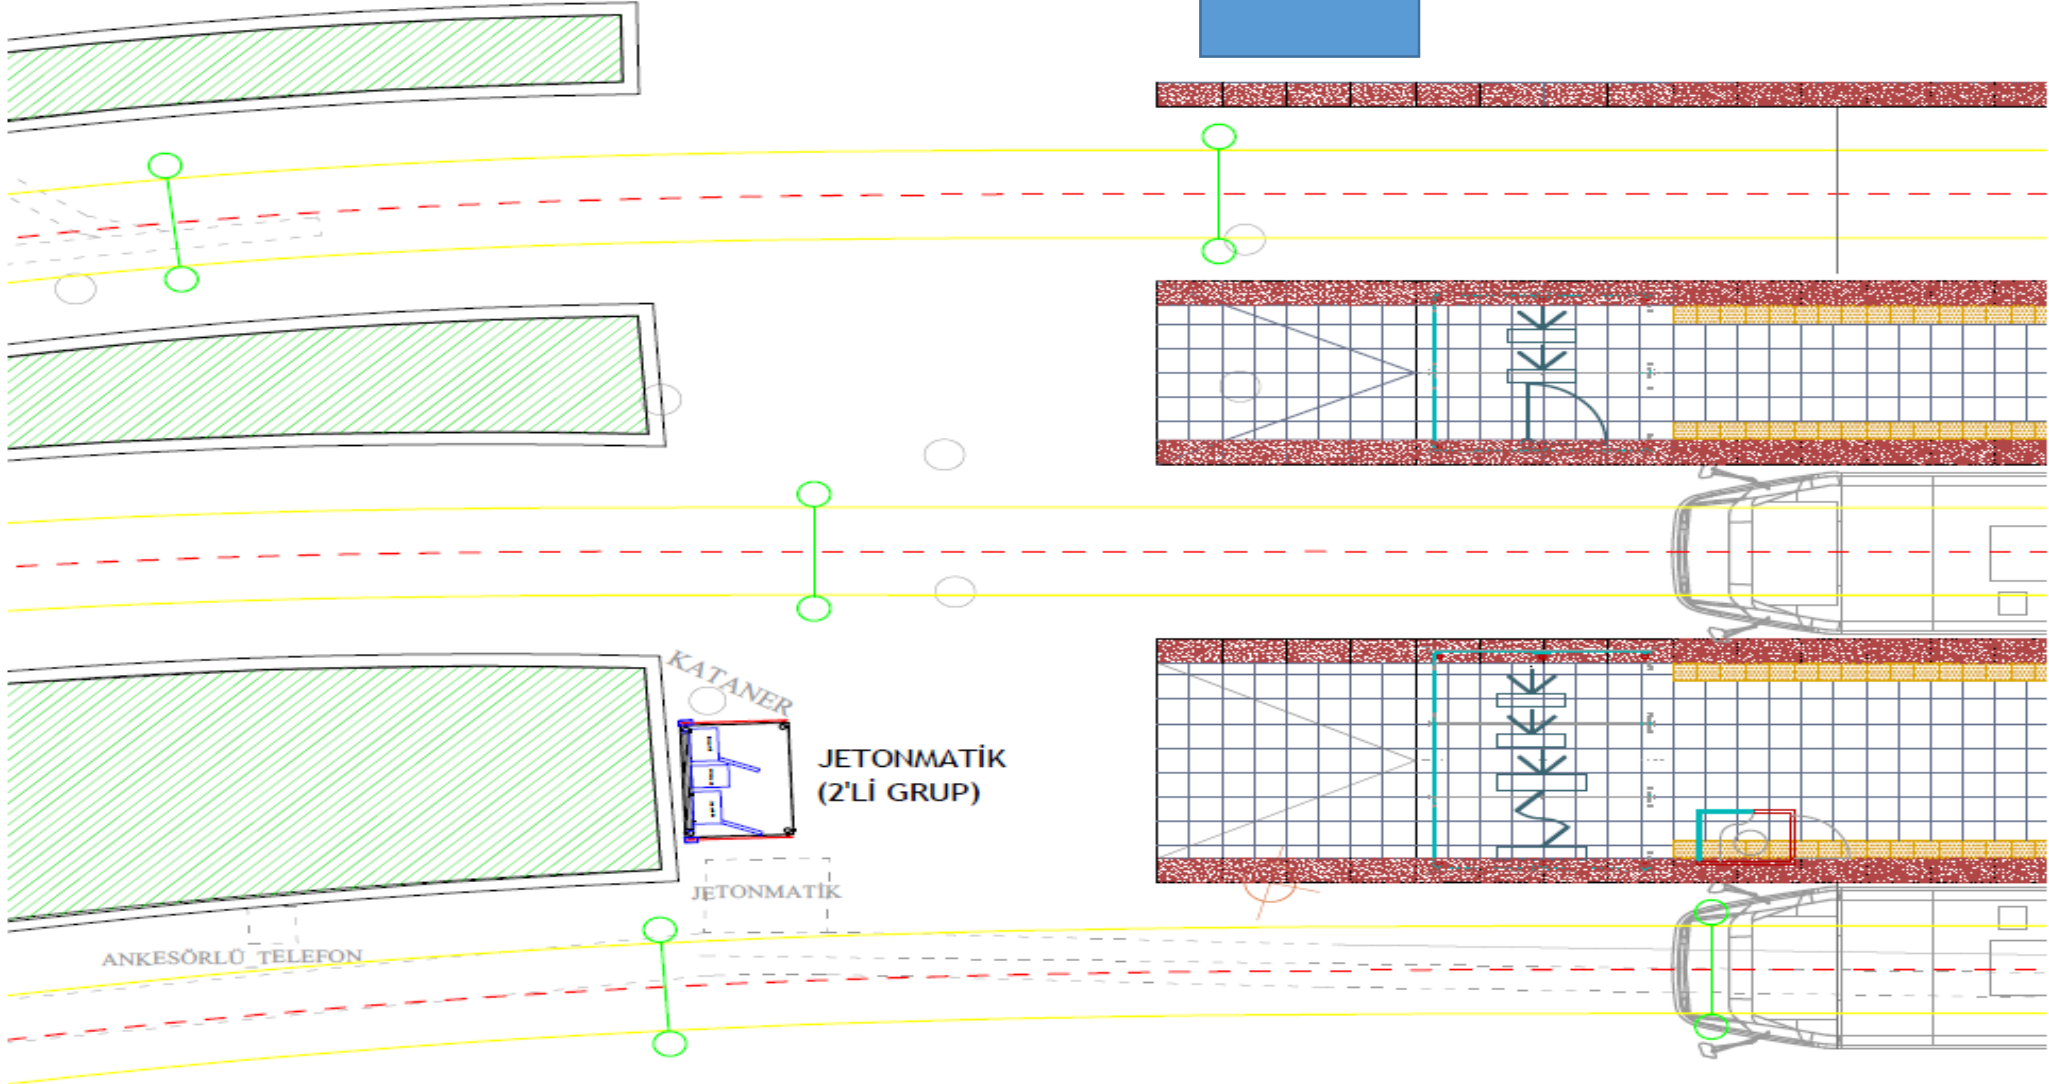 KATANER
JETONMATİK
(2'Lİ GRUP)
JETONMATİK
ANKESÖRLÜ TELEFON